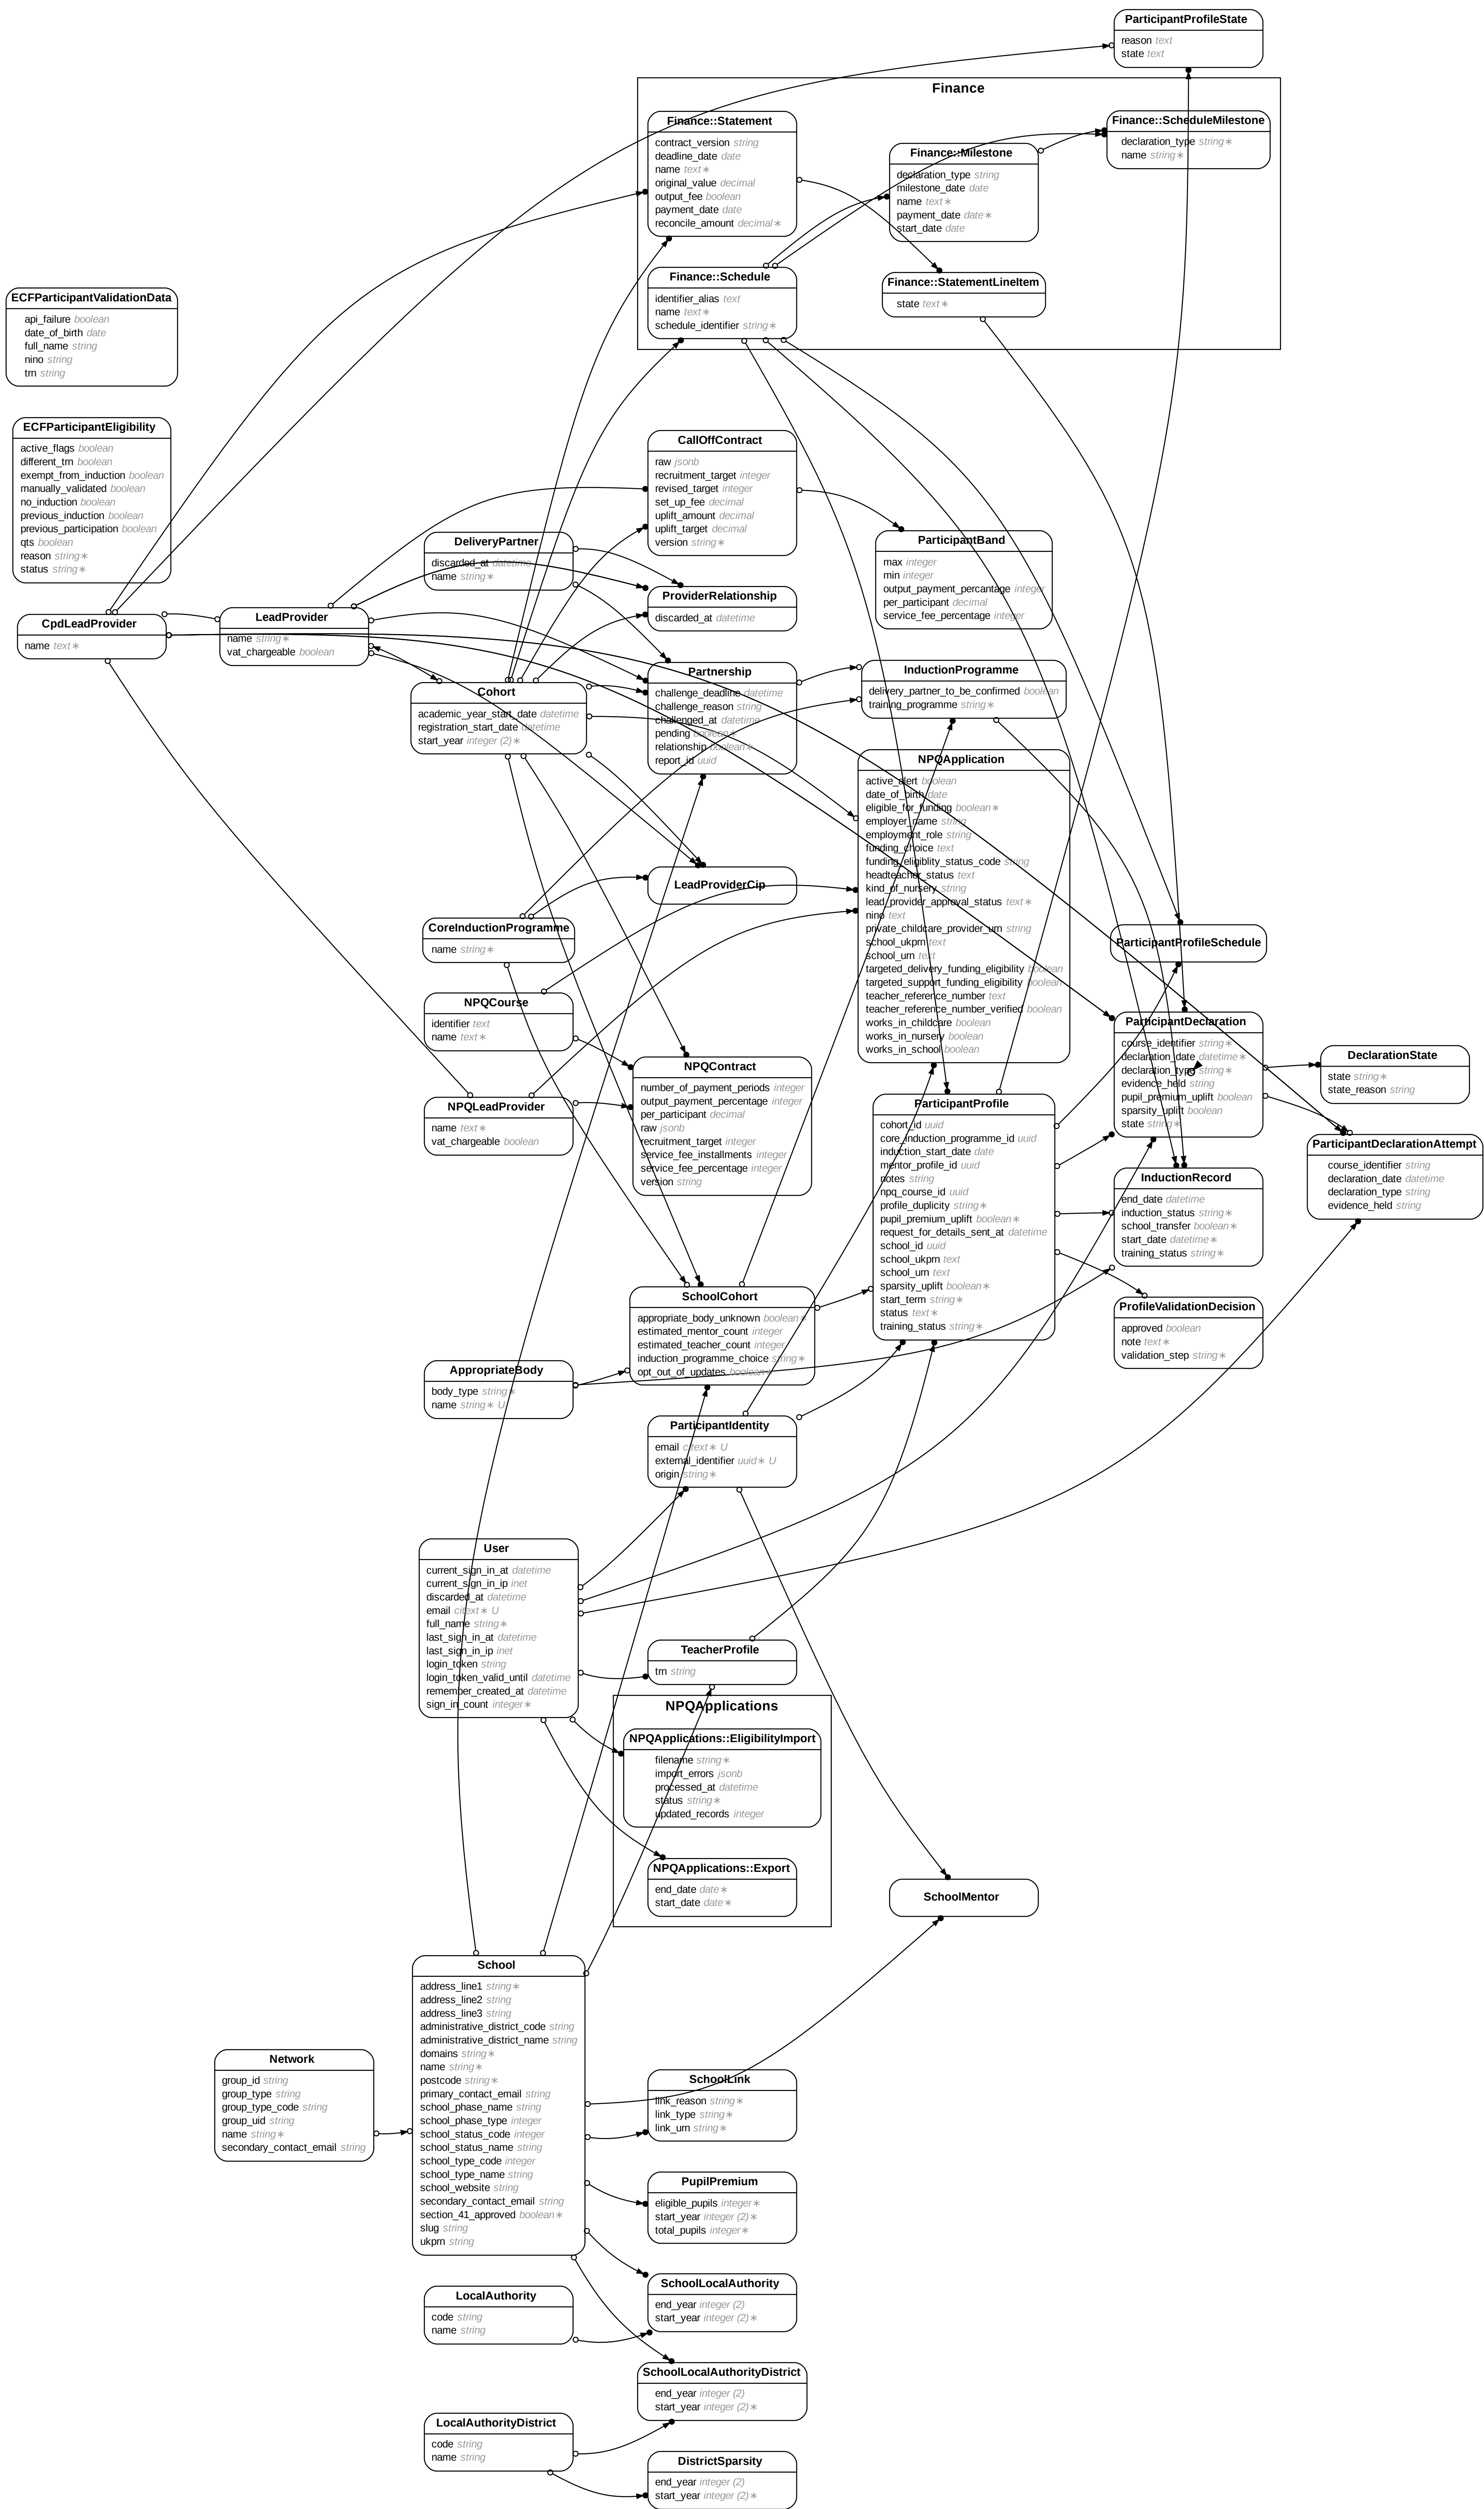 ParticipantProfileState
reason text
state text
Finance
Finance::Statement
contract_version string
deadline_date date
name text ∗
original_value decimal
output_fee boolean
payment_date date
reconcile_amount decimal ∗
Finance::Milestone
declaration_type string
milestone_date date
name text ∗
payment_date date ∗
start_date date
Finance::ScheduleMilestone
declaration_type string ∗
name string ∗
Finance::Schedule
identifier_alias text
name text ∗
schedule_identifier string ∗
Finance::StatementLineItem
state text ∗
ECFParticipantValidationData
api_failure boolean
date_of_birth date
full_name string
nino string
trn string
ECFParticipantEligibility
active_flags boolean
different_trn boolean
exempt_from_induction boolean
manually_validated boolean
no_induction boolean
previous_induction boolean
previous_participation boolean
qts boolean
reason string ∗
status string ∗
CallOffContract
raw jsonb
recruitment_target integer
revised_target integer
set_up_fee decimal
uplift_amount decimal
uplift_target decimal
version string ∗
DeliveryPartner
discarded_at datetime
name string ∗
ParticipantBand
max integer
min integer
output_payment_percantage integer
per_participant decimal
service_fee_percentage integer
ProviderRelationship
discarded_at datetime
CpdLeadProvider
name text ∗
LeadProvider
name string ∗
vat_chargeable boolean
Cohort
academic_year_start_date datetime
registration_start_date datetime
start_year integer (2) ∗
Partnership
challenge_deadline datetime
challenge_reason string
challenged_at datetime
pending boolean ∗
relationship boolean ∗
report_id uuid
InductionProgramme
delivery_partner_to_be_confirmed boolean
training_programme string ∗
NPQApplication
active_alert boolean
date_of_birth date
eligible_for_funding boolean ∗
employer_name string
employment_role string
funding_choice text
funding_eligiblity_status_code string
headteacher_status text
kind_of_nursery string
lead_provider_approval_status text ∗
nino text
private_childcare_provider_urn string
school_ukprn text
school_urn text
targeted_delivery_funding_eligibility boolean
targeted_support_funding_eligibility boolean
teacher_reference_number text
teacher_reference_number_verified boolean
works_in_childcare boolean
works_in_nursery boolean
works_in_school boolean
LeadProviderCip
CoreInductionProgramme
name string ∗
ParticipantProfileSchedule
NPQCourse
identifier text
name text ∗
NPQContract
number_of_payment_periods integer
output_payment_percentage integer
per_participant decimal
raw jsonb
recruitment_target integer
service_fee_installments integer
service_fee_percentage integer
version string
NPQLeadProvider
name text ∗
vat_chargeable boolean
ParticipantDeclaration
course_identifier string ∗
declaration_date datetime ∗
declaration_type string ∗
evidence_held string
pupil_premium_uplift boolean
sparsity_uplift boolean
state string ∗
DeclarationState
state string ∗
state_reason string
ParticipantProfile
cohort_id uuid
core_induction_programme_id uuid
induction_start_date date
mentor_profile_id uuid
notes string
npq_course_id uuid
profile_duplicity string ∗
pupil_premium_uplift boolean ∗
request_for_details_sent_at datetime
school_id uuid
school_ukprn text
school_urn text
sparsity_uplift boolean ∗
start_term string ∗
status text ∗
training_status string ∗
ParticipantDeclarationAttempt
course_identifier string
declaration_date datetime
declaration_type string
evidence_held string
InductionRecord
end_date datetime
induction_status string ∗
school_transfer boolean ∗
start_date datetime ∗
training_status string ∗
SchoolCohort
appropriate_body_unknown boolean ∗
estimated_mentor_count integer
estimated_teacher_count integer
induction_programme_choice string ∗
opt_out_of_updates boolean ∗
ProfileValidationDecision
approved boolean
note text ∗
validation_step string ∗
AppropriateBody
body_type string ∗
name string ∗ U
ParticipantIdentity
email citext ∗ U
external_identifier uuid ∗ U
origin string ∗
User
current_sign_in_at datetime
current_sign_in_ip inet
discarded_at datetime
email citext ∗ U
full_name string ∗
last_sign_in_at datetime
last_sign_in_ip inet
login_token string
login_token_valid_until datetime
remember_created_at datetime
sign_in_count integer ∗
TeacherProfile
trn string
NPQApplications
NPQApplications::EligibilityImport
filename string ∗
import_errors jsonb
processed_at datetime
status string ∗
updated_records integer
NPQApplications::Export
end_date date ∗
start_date date ∗
SchoolMentor
School
address_line1 string ∗
address_line2 string
address_line3 string
administrative_district_code string
administrative_district_name string
domains string ∗
name string ∗
postcode string ∗
primary_contact_email string
school_phase_name string
school_phase_type integer
school_status_code integer
school_status_name string
school_type_code integer
school_type_name string
school_website string
secondary_contact_email string
section_41_approved boolean ∗
slug string
ukprn string
Network
group_id string
group_type string
group_type_code string
group_uid string
name string ∗
secondary_contact_email string
SchoolLink
link_reason string ∗
link_type string ∗
link_urn string ∗
PupilPremium
eligible_pupils integer ∗
start_year integer (2) ∗
total_pupils integer ∗
SchoolLocalAuthority
end_year integer (2)
start_year integer (2) ∗
LocalAuthority
code string
name string
SchoolLocalAuthorityDistrict
end_year integer (2)
start_year integer (2) ∗
LocalAuthorityDistrict
code string
name string
DistrictSparsity
end_year integer (2)
start_year integer (2) ∗